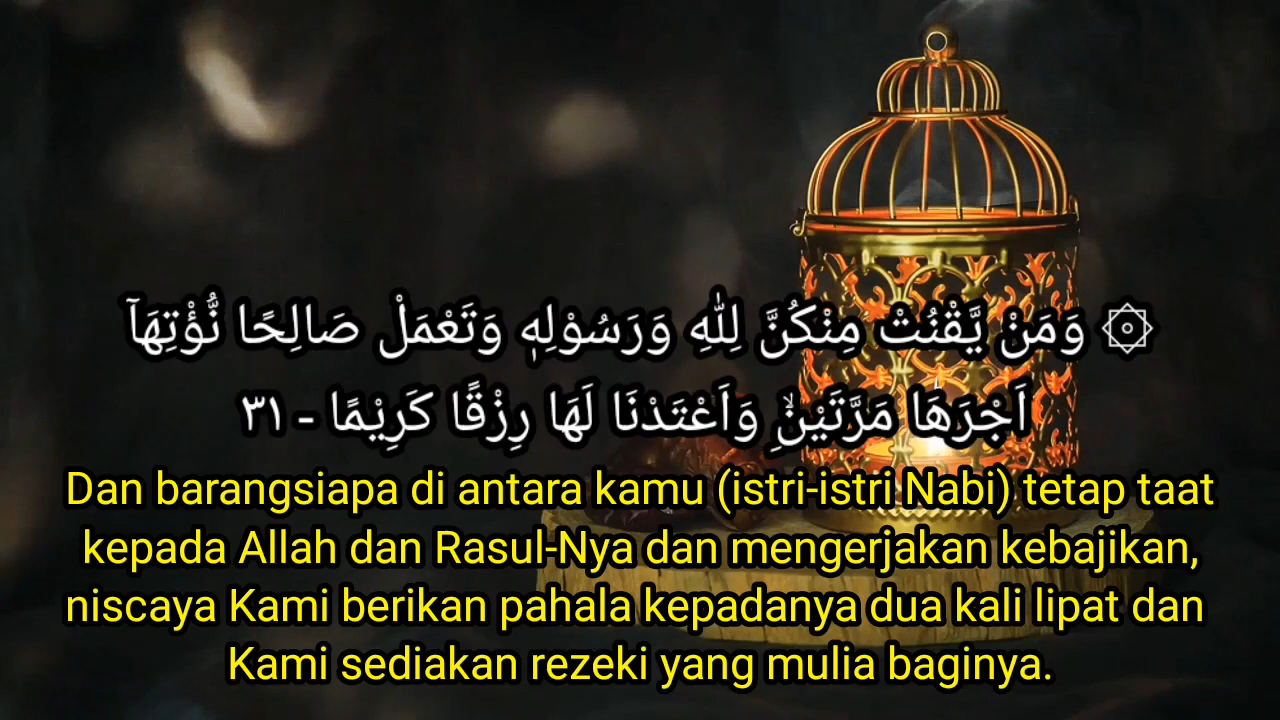 ۞ وَمَنْ يَّقْنُتْ مِنْكُنَّ لِلّٰهِ وَرَسُوْلِهٖ وَتَعْمَلْ صَالِحًا نُّؤْتِهَآ
اَجْرَهَا مَرَّتَيْنِۙ وَاَعْتَدْنَا لَهَا رِزْقًا كَرِيْمًا - ٣١
Dan barangsiapa di antara kamu (istri-istri Nabi) tetap taat
kepada Allah dan Rasul-Nya dan mengerjakan kebajikan,
niscaya Kami berikan pahala kepadanya dua kali lipat dan
Kami sediakan rezeki yang mulia baginya.